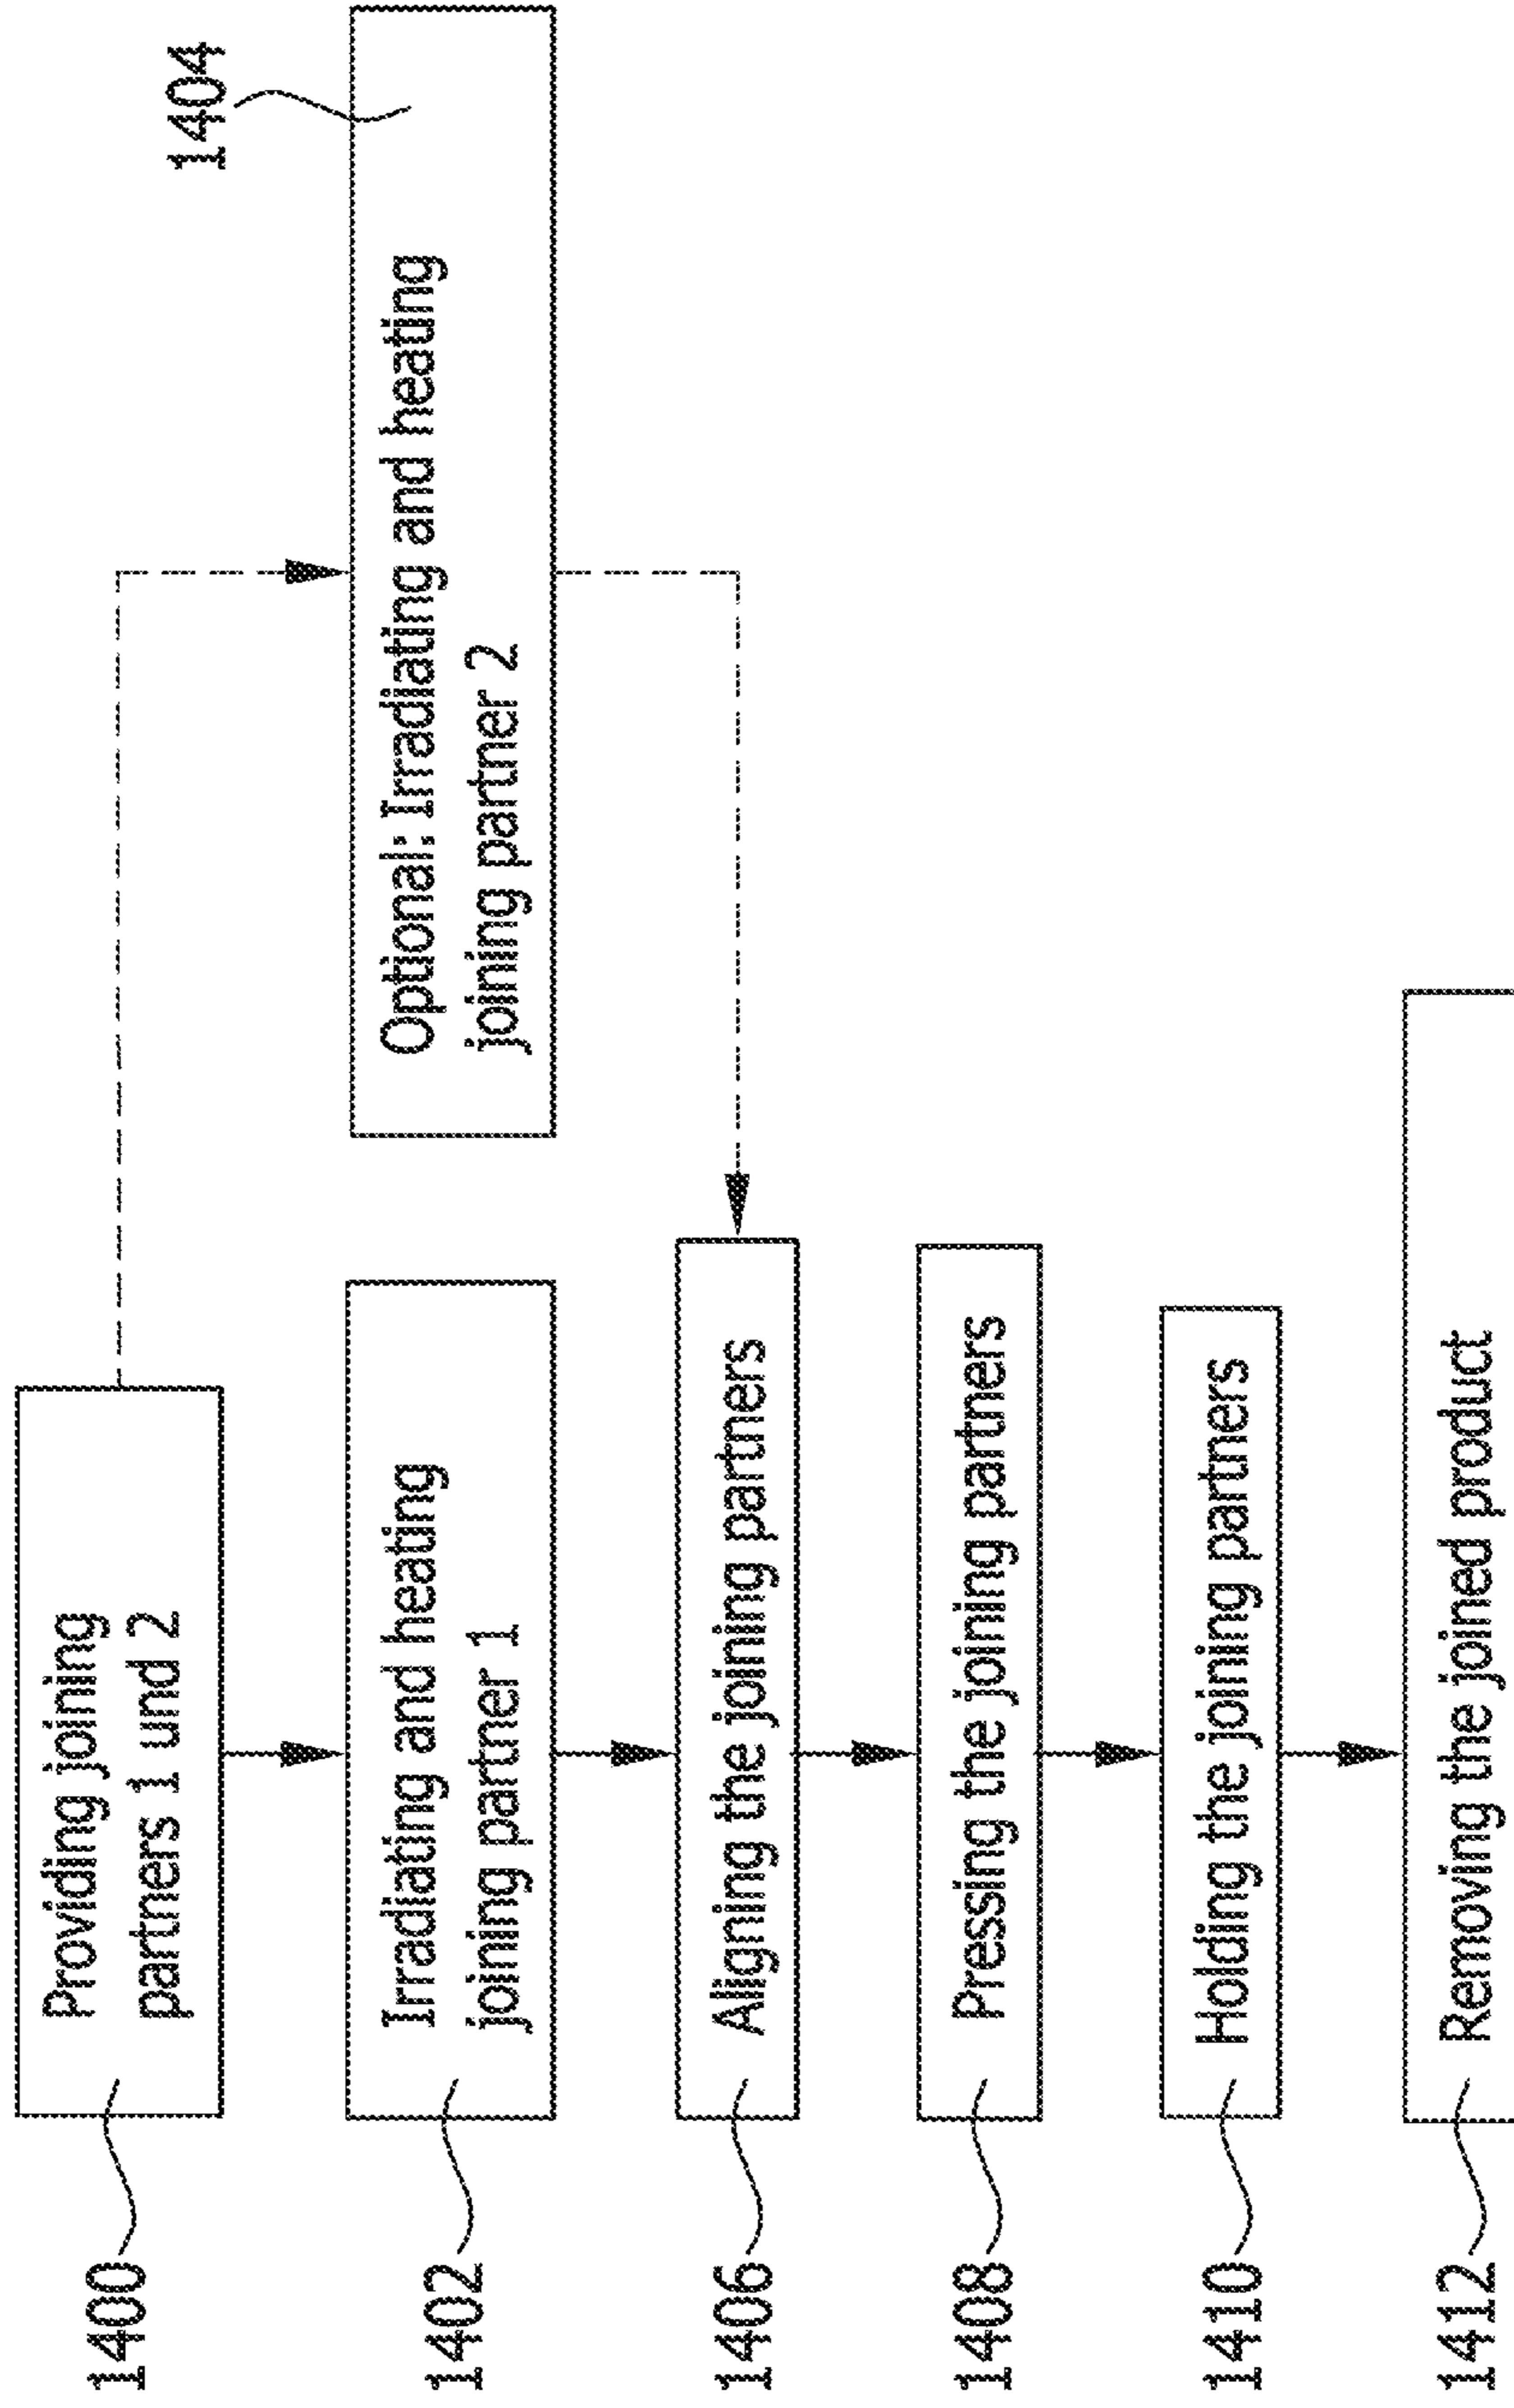 1400
Providing joining
partners 1 und 2
1402
Irradiating and heating
joining partner 1
1404
Optional: Irradiating and heating
joining partner 2
1406
Aligning the joining partners
1408
Pressing the joining partners
1410
Holding the joining partners
1412
Removing the joined product